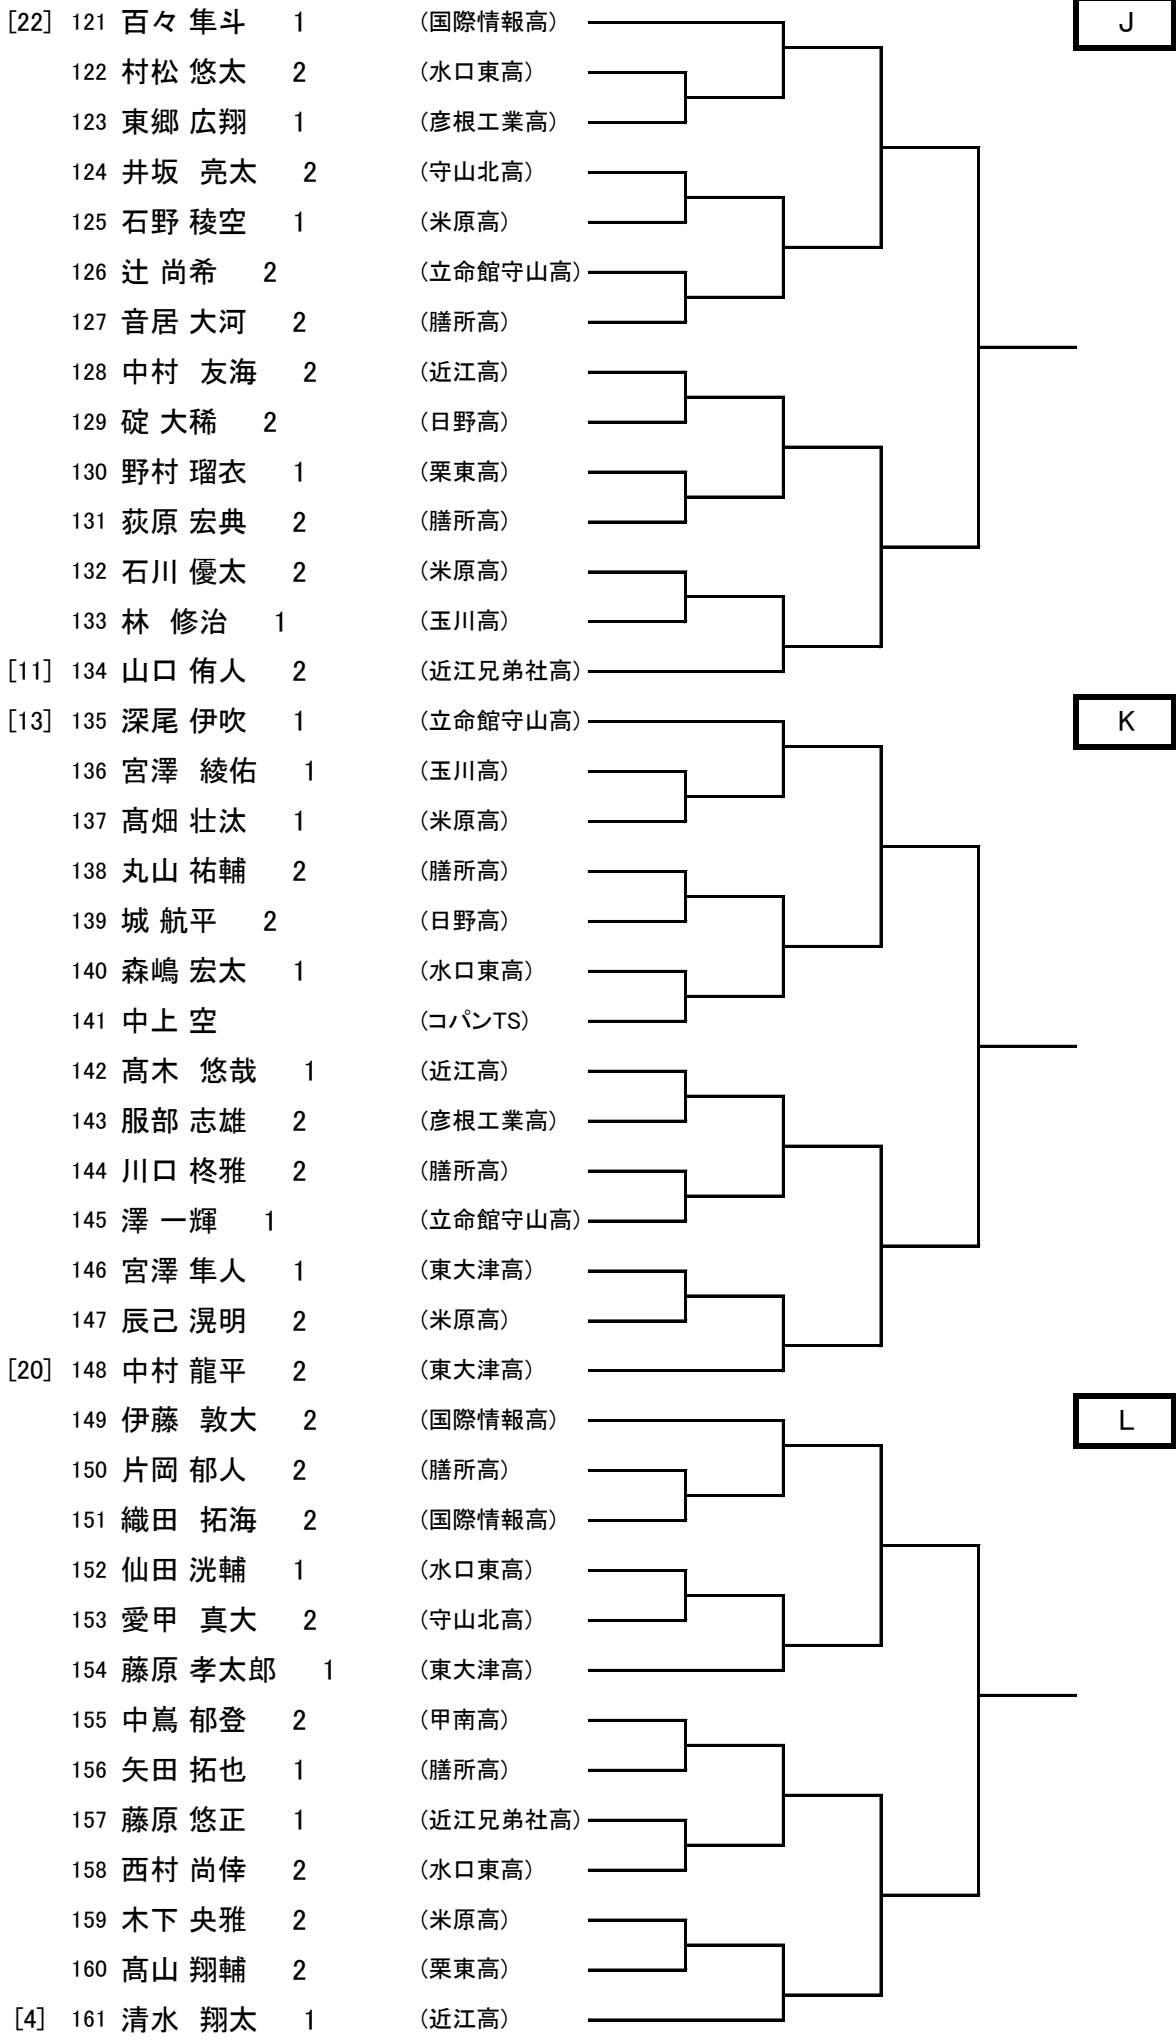 [22] 121 百々 隼斗 1 (国際情報高) J
122 村松 悠太 2 (水口東高)
123 東郷 広翔 1 (彦根工業高)
124 井坂 亮太 2 (守山北高)
125 石野 稜空 1 (米原高)
126 辻 尚希 2 (立命館守山高)
127 音居 大河 2 (膳所高)
128 中村 友海 2 (近江高)
129 碇 大稀 2 (日野高)
130 野村 瑠衣 1 (栗東高)
131 荻原 宏典 2 (膳所高)
132 石川 優太 2 (米原高)
133 林 修治 1 (玉川高)
[11] 134 山口 侑人 2 (近江兄弟社高)
[13] 135 深尾 伊吹 1 (立命館守山高) K
136 宮澤 綾佑 1 (玉川高)
137 髙畑 壮汰 1 (米原高)
138 丸山 祐輔 2 (膳所高)
139 城 航平 2 (日野高)
140 森嶋 宏太 1 (水口東高)
141 中上 空 (コパンTS)
142 髙木 悠哉 1 (近江高)
143 服部 志雄 2 (彦根工業高)
144 川口 柊雅 2 (膳所高)
145 澤 一輝 1 (立命館守山高)
146 宮澤 隼人 1 (東大津高)
147 辰己 滉明 2 (米原高)
[20] 148 中村 龍平 2 (東大津高)
149 伊藤 敦大 2 (国際情報高) L
150 片岡 郁人 2 (膳所高)
151 織田 拓海 2 (国際情報高)
152 仙田 洸輔 1 (水口東高)
153 愛甲 真大 2 (守山北高)
154 藤原 孝太郎 1 (東大津高)
155 中嶌 郁登 2 (甲南高)
156 矢田 拓也 1 (膳所高)
157 藤原 悠正 1 (近江兄弟社高)
158 西村 尚倖 2 (水口東高)
159 木下 央雅 2 (米原高)
160 髙山 翔輔 2 (栗東高)
[4] 161 清水 翔太 1 (近江高)